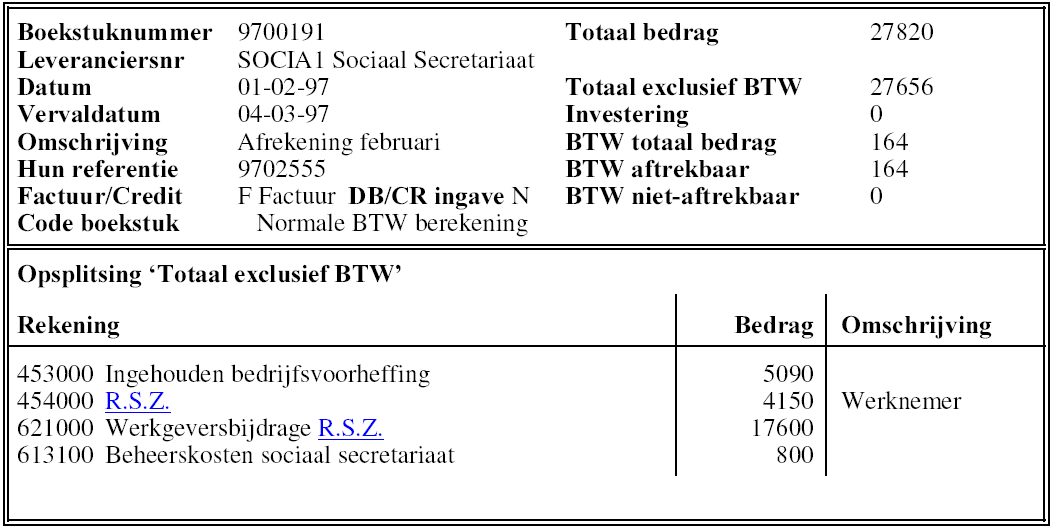 Boekstuknummer 9700191 Totaal bedrag 27820
Leveranciersnr SOCIA1 Sociaal Secretariaat
Datum 01-02-97 Totaal exclusief BTW 27656
Vervaldatum 04-03-97 Investering 0
Omschrijving Afrekening februari BTW totaal bedrag 164
Hun referentie 9702555 BTW aftrekbaar 164
Factuur/Credit F Factuur DB/CR ingave N BTW niet-aftrekbaar 0
Code boekstuk Normale BTW berekening
Opsplitsing ‘Totaal exclusief BTW’
Rekening Bedrag Omschrijving
453000 Ingehouden bedrijfsvoorheffing 5090
454000 R.S.Z. 4150 Werknemer
621000 Werkgeversbijdrage R.S.Z. 17600
613100 Beheerskosten sociaal secretariaat 800